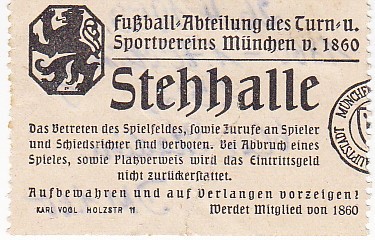 Fußball-Abteilung des Turn- u.
Sportvereins München v. 1860
Stehhalle
Das Betreten des Spielfeldes, sowie Zurufe an Spieler
und Schiedsrichter sind verboten. Bei Abbruch eines
Spieles, sowie Platzverweis wird das Eintrittsgeld
nicht zurückerstattet.
Aufbewahren und auf Verlangen vorzeigen!
KARL VOGL HOLZSTR 11 Werdet Mitglied von 1860
HAUPTSTADT MÜNCHEN